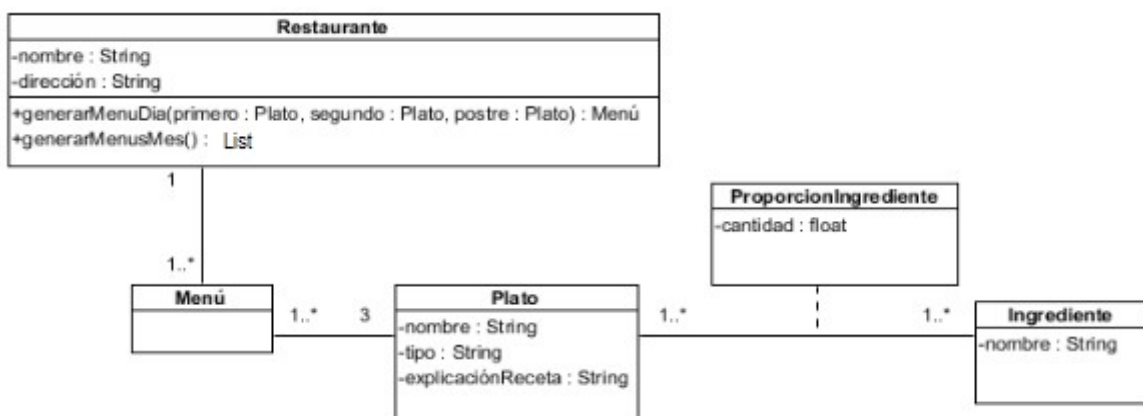 Restaurante
-nombre : String
-dirección : String
+generarMenuDia(primero : Plato, segundo : Plato, postre : Plato) : Menú
+generarMenusMes() : List
1
ProporcionIngrediente
-cantidad : float
1..*
Menú
1..*
3
Plato
-nombre : String
-tipo : String
-explicaciónReceta : String
1..*
1..*
Ingrediente
-nombre : String